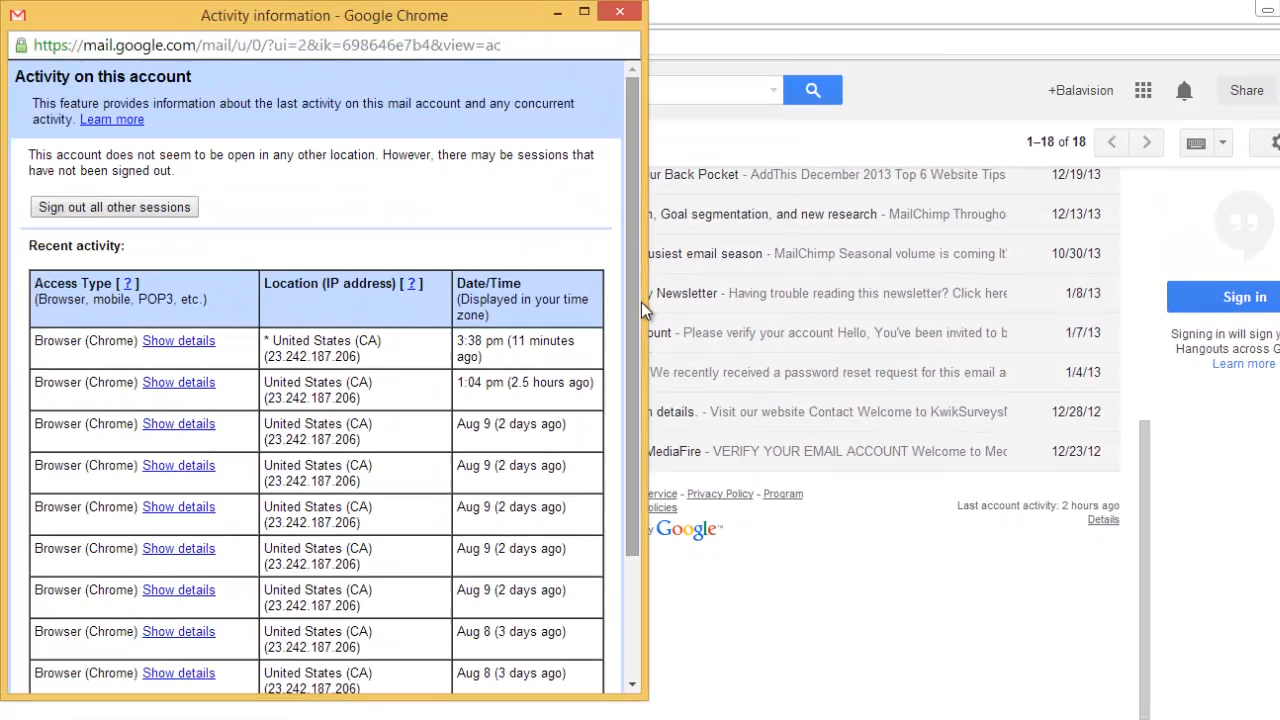 Activity information - Google Chrome
https://mail.google.com/mail/u/0/?ui=2&ik=698646e7b4&view=ac
Activity on this account
This feature provides information about the last activity on this mail account and any concurrent
activity. Learn more
This account does not seem to be open in any other location. However, there may be sessions that
have not been signed out.
Sign out all other sessions
Recent activity:
Access Type [ ? ]
(Browser, mobile, POP3, etc.)
Location (IP address) [ ? ]
Date/Time
(Displayed in your time
zone)
Browser (Chrome) Show details
* United States (CA)
(23.242.187.206)
3:38 pm (11 minutes
ago)
Browser (Chrome) Show details
United States (CA)
(23.242.187.206)
1:04 pm (2.5 hours ago)
Browser (Chrome) Show details
United States (CA)
(23.242.187.206)
Aug 9 (2 days ago)
Browser (Chrome) Show details
United States (CA)
(23.242.187.206)
Aug 9 (2 days ago)
Browser (Chrome) Show details
United States (CA)
(23.242.187.206)
Aug 9 (2 days ago)
Browser (Chrome) Show details
United States (CA)
(23.242.187.206)
Aug 9 (2 days ago)
Browser (Chrome) Show details
United States (CA)
(23.242.187.206)
Aug 9 (2 days ago)
Browser (Chrome) Show details
United States (CA)
(23.242.187.206)
Aug 8 (3 days ago)
Browser (Chrome) Show details
United States (CA)
(23.242.187.206)
Aug 8 (3 days ago)
+Balavision
Share
1–18 of 18
our Back Pocket - AddThis December 2013 Top 6 Website Tips 12/19/13
n, Goal segmentation, and new research - MailChimp Througho 12/13/13
usiest email season - MailChimp Seasonal volume is coming It' 10/30/13
y Newsletter - Having trouble reading this newsletter? Click here 1/8/13
ount - Please verify your account Hello, You've been invited to b 1/7/13
We recently received a password reset request for this email a 1/4/13
n details. - Visit our website Contact Welcome to KwikSurveys! 12/28/12
MediaFire - VERIFY YOUR EMAIL ACCOUNT Welcome to Med 12/23/12
ervice - Privacy Policy - Program
olicies
y Google™
Last account activity: 2 hours ago
Details
Sign in
Signing in will sign y
Hangouts across G
Learn more